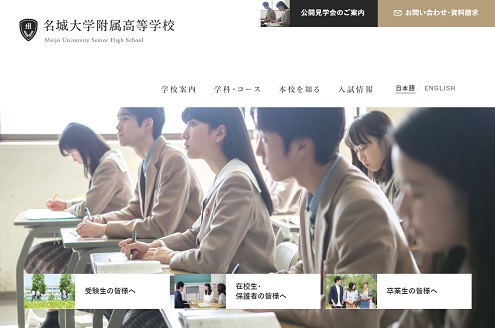 公開見学会のご案内
お問い合わせ・資料請求
名城大学附属高等学校
Meijo University Senior High School
学校案内
学科・コース
本校を知る
入試情報
日本語
ENGLISH
受験生の皆様へ
在校生・
保護者の皆様へ
卒業生の皆様へ